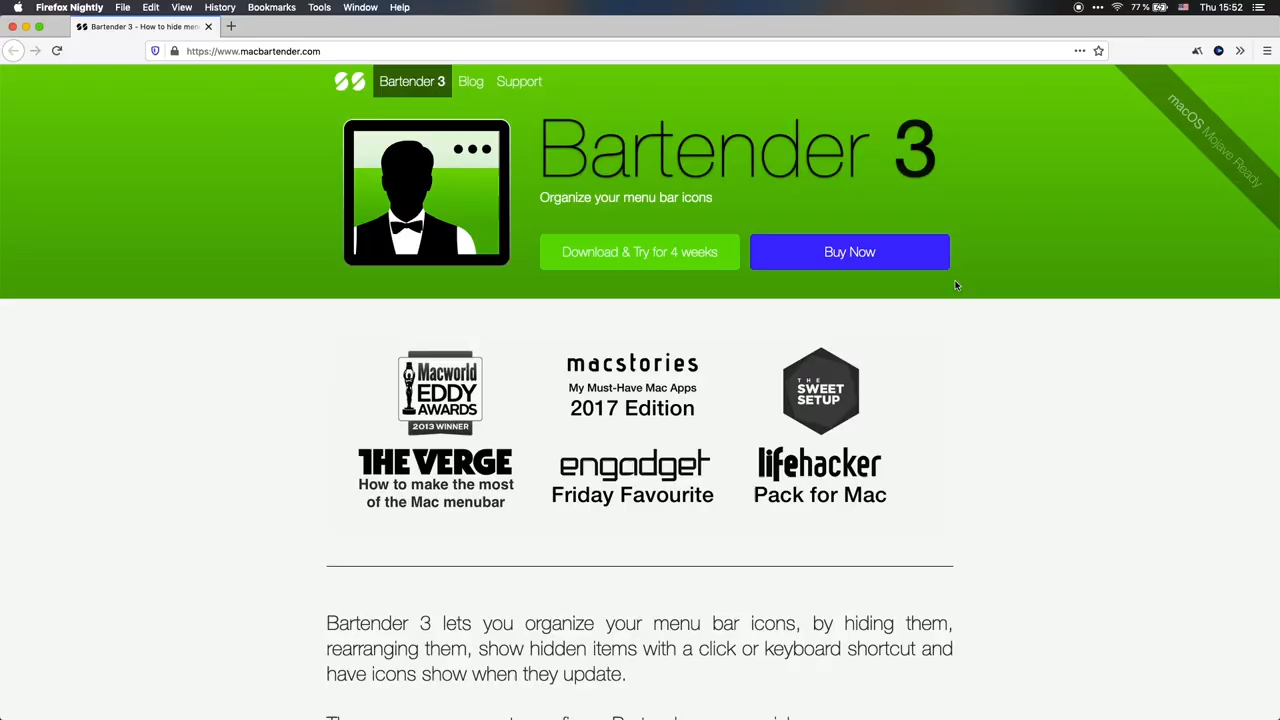 Firefox Nightly File Edit View History Bookmarks Tools Window Help
77 % Thu 15:52
Bartender 3 - How to hide men
https://www.macbartender.com
Bartender 3 Blog Support
macOS Mojave Ready
Bartender 3
Organize your menu bar icons
Download & Try for 4 weeks
Buy Now
Macworld
EDDY
AWARDS
2013 WINNER
macstories
My Must-Have Mac Apps
2017 Edition
THE
SWEET
SETUP
THE VERGE
How to make the most
of the Mac menubar
engadget
Friday Favourite
lifehacker
Pack for Mac
Bartender 3 lets you organize your menu bar icons, by hiding them,
rearranging them, show hidden items with a click or keyboard shortcut and
have icons show when they update.